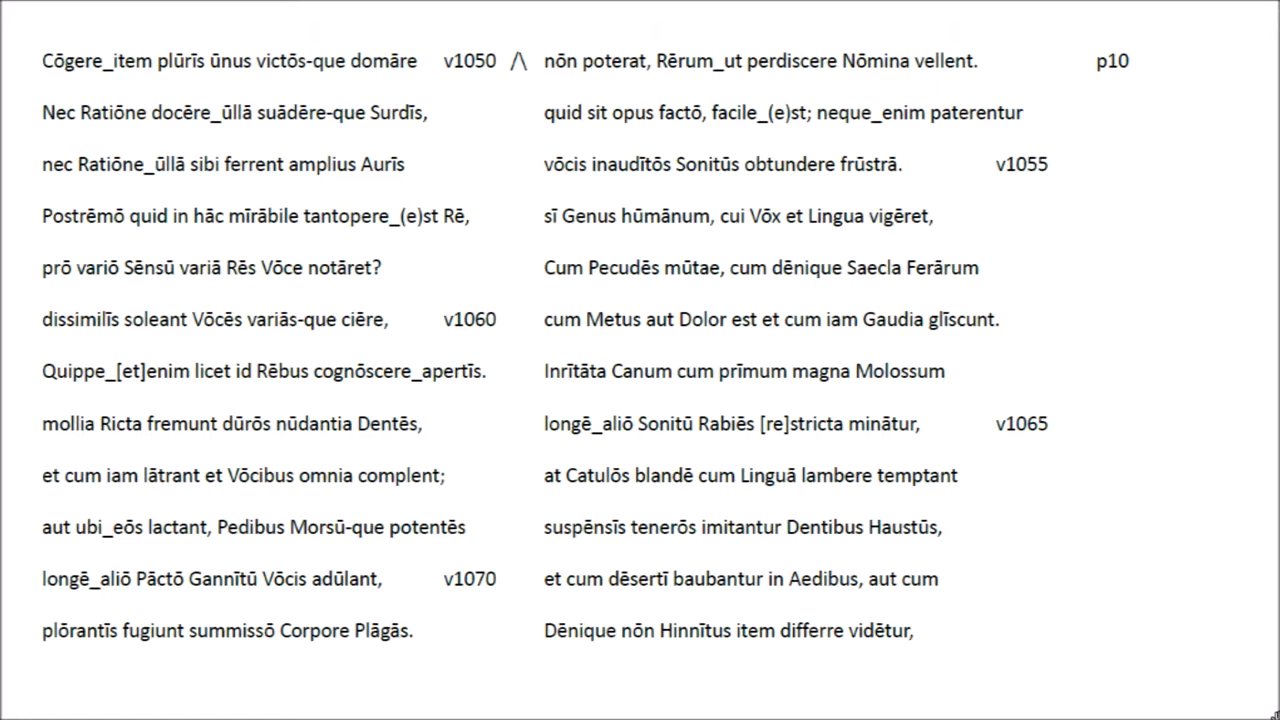 Cōgere_item plūrīs ūnus victōs-que domāre v1050 /\ nōn poterat, Rērum_ut perdiscere Nōmina vellent. p10
Nec Ratiōne docēre_ūllā suādēre-que Surdīs, quid sit opus factō, facile_(e)st; neque_enim paterentur
nec Ratiōne_ūllā sibi ferrent amplius Aurīs vōcis inaudītōs Sonitūs obtundere frūstrā. v1055
Postrēmō quid in hāc mīrābile tantopere_(e)st Rē, sī Genus hūmānum, cui Vōx et Lingua vigēret,
prō variō Sēnsū variā Rēs Vōce notāret? Cum Pecudēs mūtae, cum dēnique Saecla Ferārum
dissimilīs soleant Vōcēs variās-que ciēre, v1060 cum Metus aut Dolor est et cum iam Gaudia glīscunt.
Quippe_[et]enim licet id Rēbus cognōscere_apertīs. Inrītāta Canum cum prīmum magna Molossum
mollia Ricta fremunt dūrōs nūdantia Dentēs, longē_aliō Sonitū Rabiēs [re]stricta minātur, v1065
et cum iam lātrant et Vōcibus omnia complent; at Catulōs blandē cum Linguā lambere temptant
aut ubi_eōs lactant, Pedibus Morsū-que potentēs suspēnsīs tenerōs imitantur Dentibus Haustūs,
longē_aliō Pāctō Gannītū Vōcis adūlant, v1070 et cum dēsertī baubantur in Aedibus, aut cum
plōrantīs fugiunt summissō Corpore Plāgās. Dēnique nōn Hinnītus item differre vidētur,